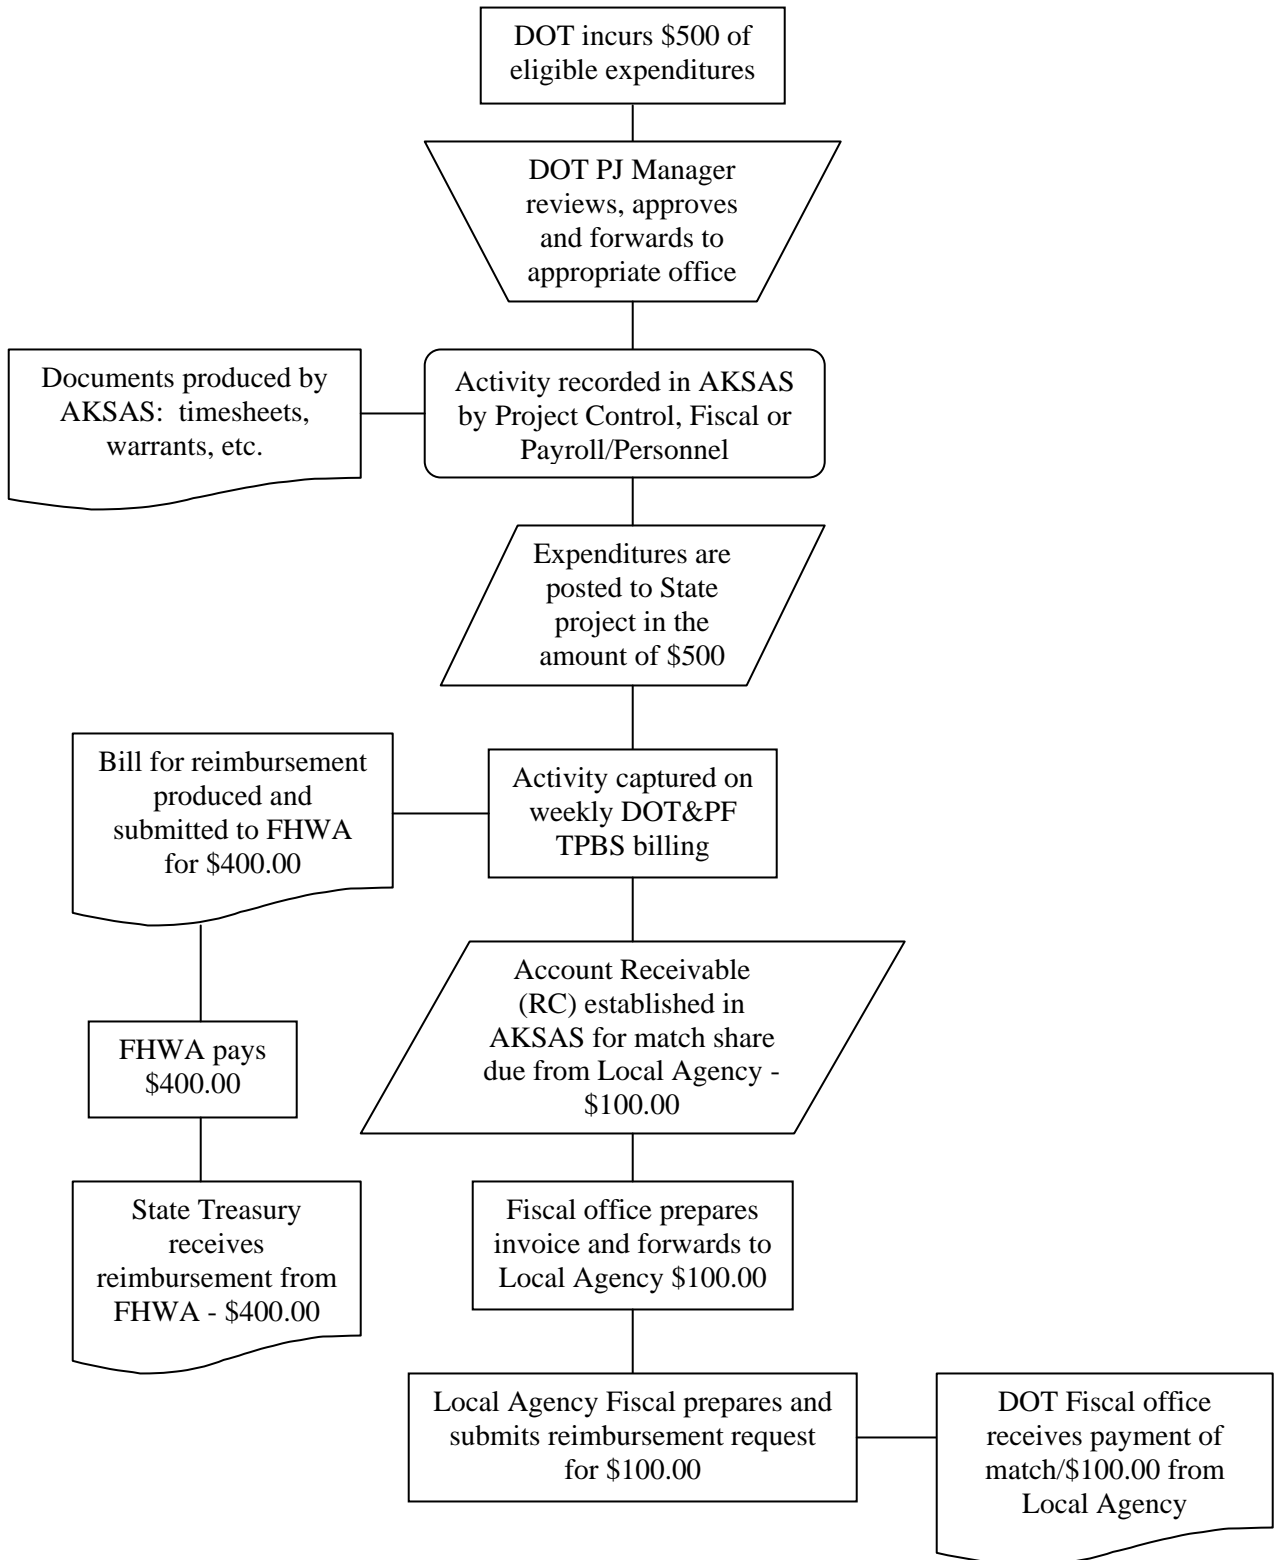 DOT incurs $500 of
eligible expenditures
DOT PJ Manager
reviews, approves
and forwards to
appropriate office
Documents produced by
AKSAS:  timesheets,
warrants, etc.
Activity recorded in AKSAS
by Project Control, Fiscal or
Payroll/Personnel
Expenditures are
posted to State
project in the
amount of $500
Bill for reimbursement
produced and
submitted to FHWA
for $400.00
Activity captured on
weekly DOT&PF
TPBS billing
Account Receivable
(RC) established in
AKSAS for match share
due from Local Agency -
$100.00
FHWA pays
$400.00
State Treasury
receives
reimbursement from
FHWA - $400.00
Fiscal office prepares
invoice and forwards to
Local Agency $100.00
Local Agency Fiscal prepares and
submits reimbursement request
for $100.00
DOT Fiscal office
receives payment of
match/$100.00 from
Local Agency